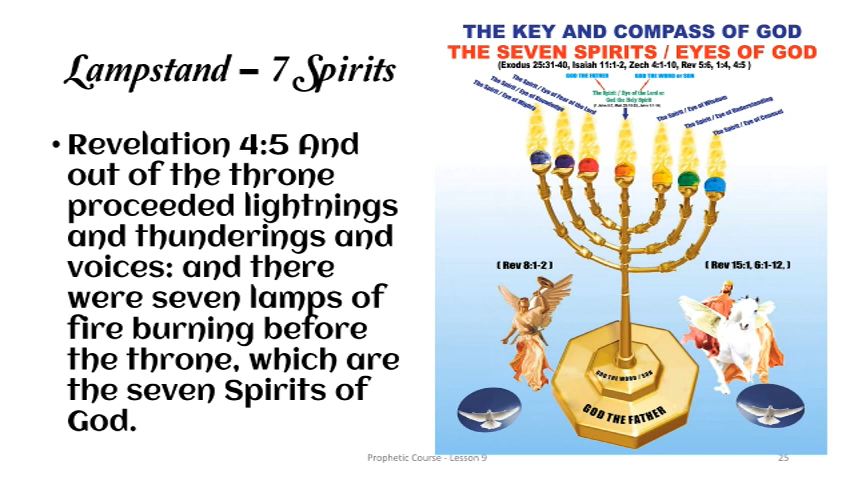 Lampstand – 7 Spirits
• Revelation 4:5 And
out of the throne
proceeded lightnings
and thunderings and
voices: and there
were seven lamps of
fire burning before
the throne, which are
the seven Spirits of
God.
THE KEY AND COMPASS OF GOD
THE SEVEN SPIRITS / EYES OF GOD
(Exodus 25:31-40, Isaiah 11:1-2, Zech 4:1-10, Rev 5:6, 1:4, 4:5 )
GOD THE FATHER
GOD THE WORD or SON
The Spirit / Eye of the Lord or
God the Holy Spirit
The Spirit / Eye of Fear of the Lord
The Spirit / Eye of Knowledge
The Spirit / Eye of Mighty
The Spirit / Eye of Wisdom
The Spirit / Eye of Understanding
The Spirit / Eye of Counsel
( Rev 8:1-2 )
( Rev 15:1, 6:1-12, )
GOD THE WORD / SON
GOD THE FATHER
Prophetic Course - Lesson 9
25